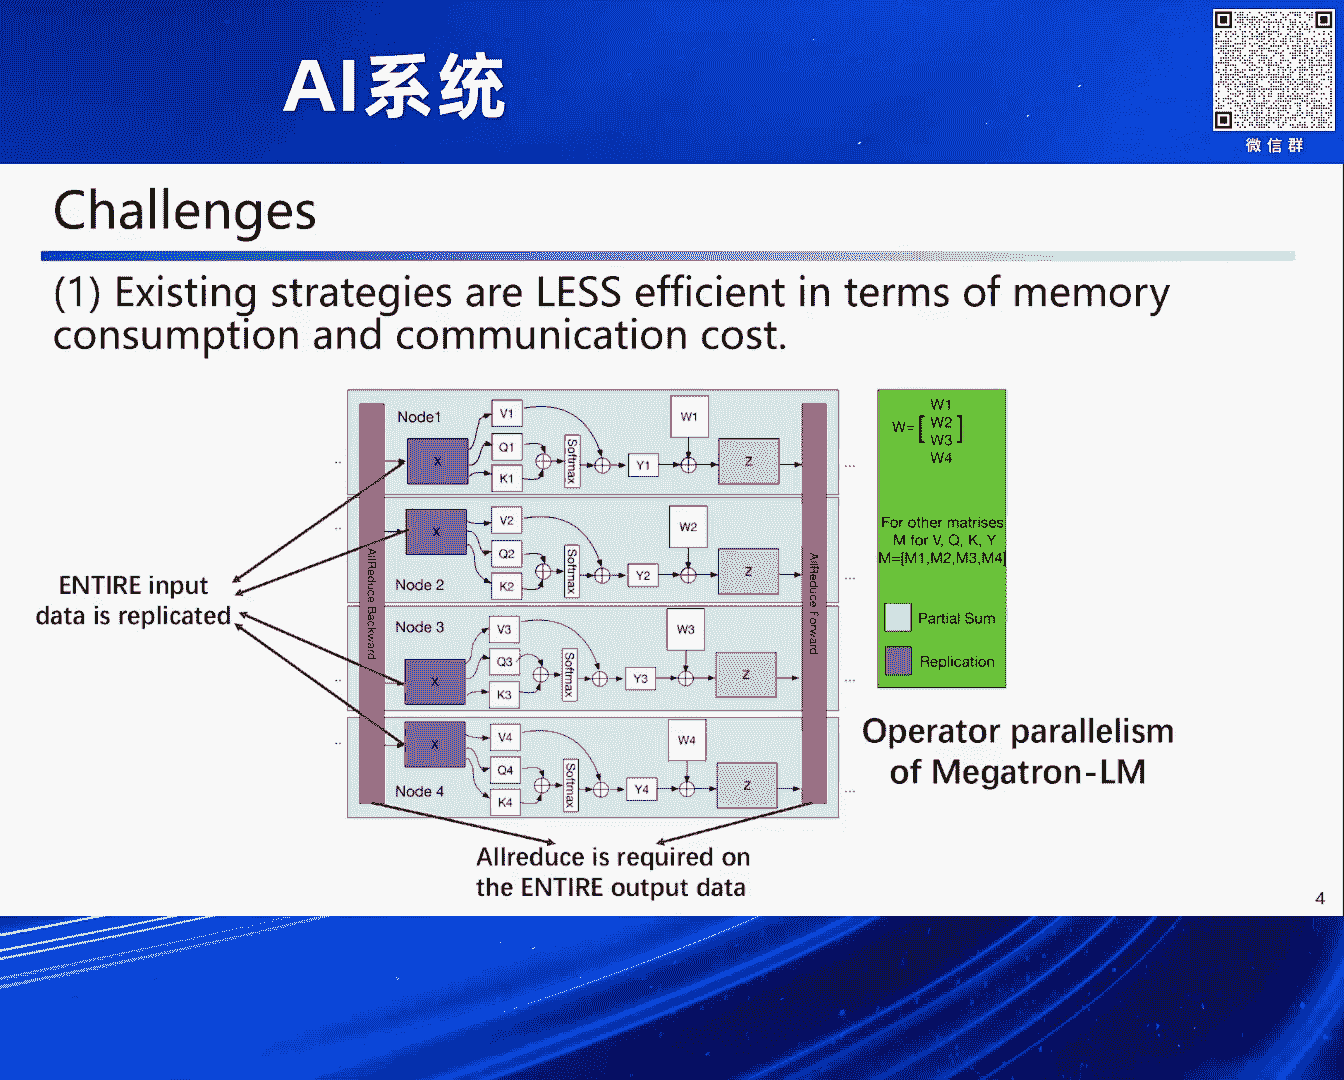 AI系统
微信群
Challenges
(1) Existing strategies are LESS efficient in terms of memory
consumption and communication cost.
ENTIRE input
data is replicated
AllReduce Backward
Node1
X
V1
Q1
K1
Softmax
Y1
W1
Z
Node 2
X
V2
Q2
K2
Softmax
Y2
W2
Z
Node 3
X
V3
Q3
K3
Softmax
Y3
W3
Z
Node 4
X
V4
Q4
K4
Softmax
Y4
W4
Z
AllReduce Forward
W1
W= [ W2 ]
W3
W4
For other matrises
M for V, Q, K, Y
M=[M1,M2,M3,M4]
Partial Sum
Replication
Operator parallelism
of Megatron-LM
Allreduce is required on
the ENTIRE output data
4